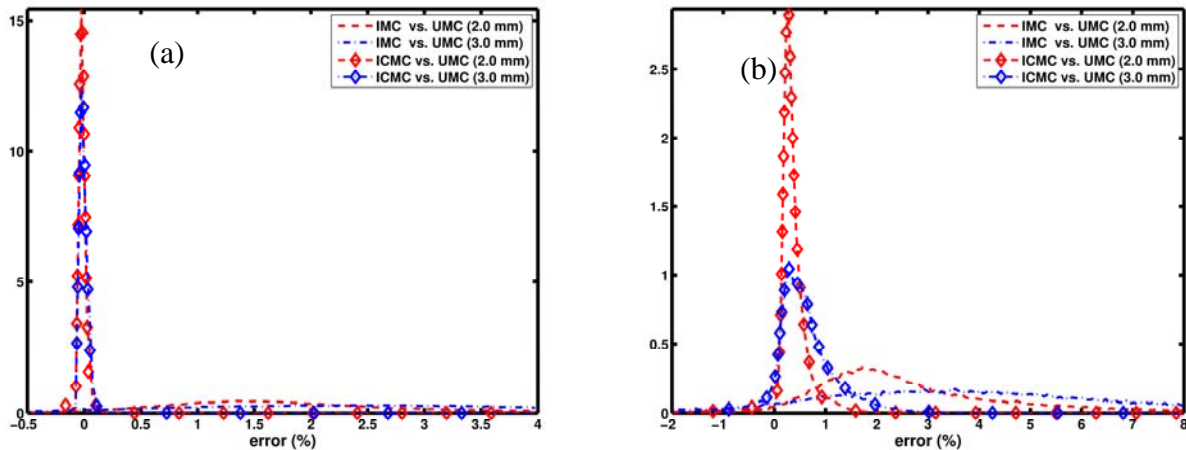 (a)
IMC vs. UMC (2.0 mm)
IMC vs. UMC (3.0 mm)
ICMC vs. UMC (2.0 mm)
ICMC vs. UMC (3.0 mm)
15
10
5
0
-0.5 0 0.5 1 1.5 2 2.5 3 3.5 4
error (%)
(b)
IMC vs. UMC (2.0 mm)
IMC vs. UMC (3.0 mm)
ICMC vs. UMC (2.0 mm)
ICMC vs. UMC (3.0 mm)
2.5
2
1.5
1
0.5
0
-2 -1 0 1 2 3 4 5 6 7 8
error (%)